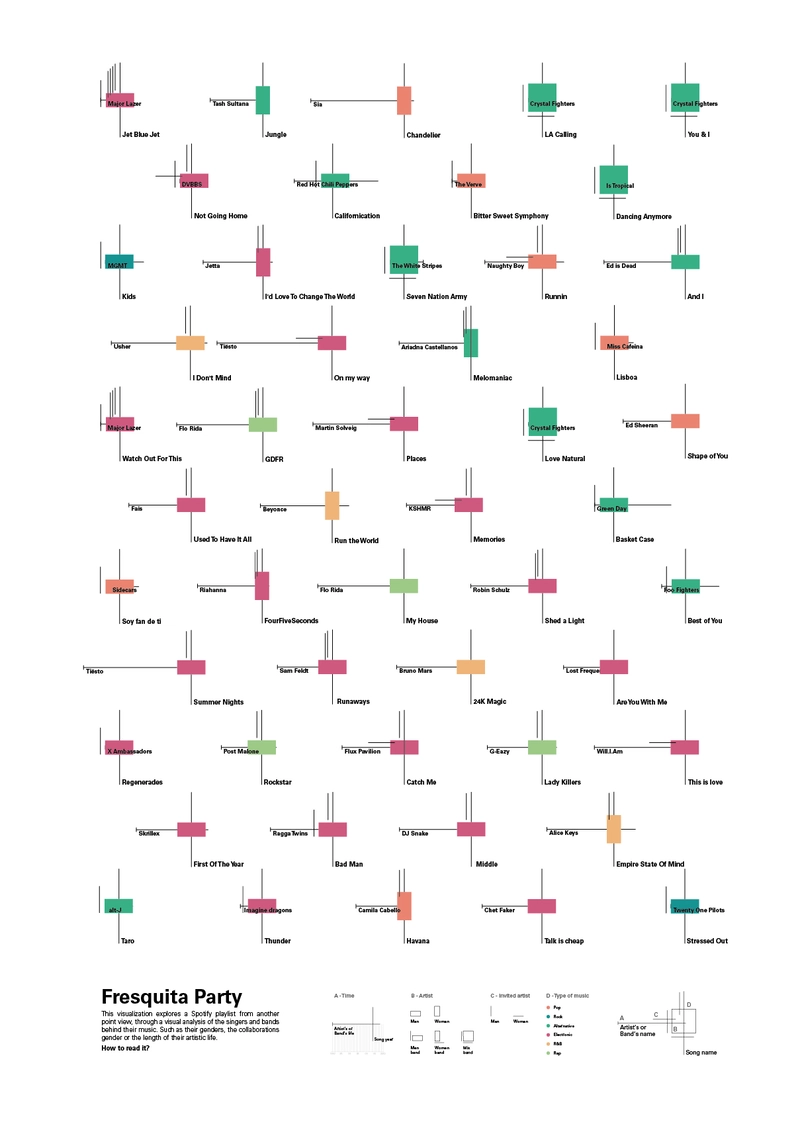 Major Lazer
Tash Sultana
Sia
Crystal Fighters
Crystal Fighters
Jet Blue Jet
Jungle
Chandelier
LA Calling
You & I
DVBBS
Red Hot Chili Peppers
The Verve
Is Tropical
Not Going Home
Californication
Bitter Sweet Symphony
Dancing Anymore
MGMT
Jetta
The White Stripes
Naughty Boy
Ed is Dead
Kids
I'd Love To Change The World
Seven Nation Army
Runnin
And I
Usher
Tiësto
Ariadna Castellanos
Miss Cafeina
I Don't Mind
On my way
Melomaniac
Lisboa
Major Lazer
Flo Rida
Martin Solveig
Crystal Fighters
Ed Sheeran
Watch Out For This
GDFR
Places
Love Natural
Shape of You
Fais
Beyonce
KSHMR
Green Day
Used To Have It All
Run the World
Memories
Basket Case
Sidecars
Riahanna
Flo Rida
Robin Schulz
Foo Fighters
Soy fan de ti
FourFiveSeconds
My House
Shed a Light
Best of You
Tiësto
Sam Feldt
Bruno Mars
Lost Freque
Summer Nights
Runaways
24K Magic
Are You With Me
X Ambassadors
Post Malone
Flux Pavilion
G-Eazy
Will.I.Am
Regenerades
Rockstar
Catch Me
Lady Killers
This is love
Skrillex
Ragga Twins
DJ Snake
Alice Keys
First Of The Year
Bad Man
Middle
Empire State Of Mind
alt-J
Imagine dragons
Camila Cabello
Chet Faker
Twenty One Pilots
Taro
Thunder
Havana
Talk is cheap
Stressed Out
Fresquita Party
This visualization explores a Spotify playlist from another
point view, through a visual analysis of the singers and bands
behind their music. Such as their genders, the collaborations
gender or the length of their artistic life.
How to read it?
A - Time
Artist's or
Band's life
Song year
B - Artist
Men
Women
Men
band
Women
band
Mix
band
C - Invited artist
Men
Women
D - Type of music
Pop
Rock
Alternative
Electronic
R&B
Rap
A
Artist's or
Band's name
C
B
D
Song name